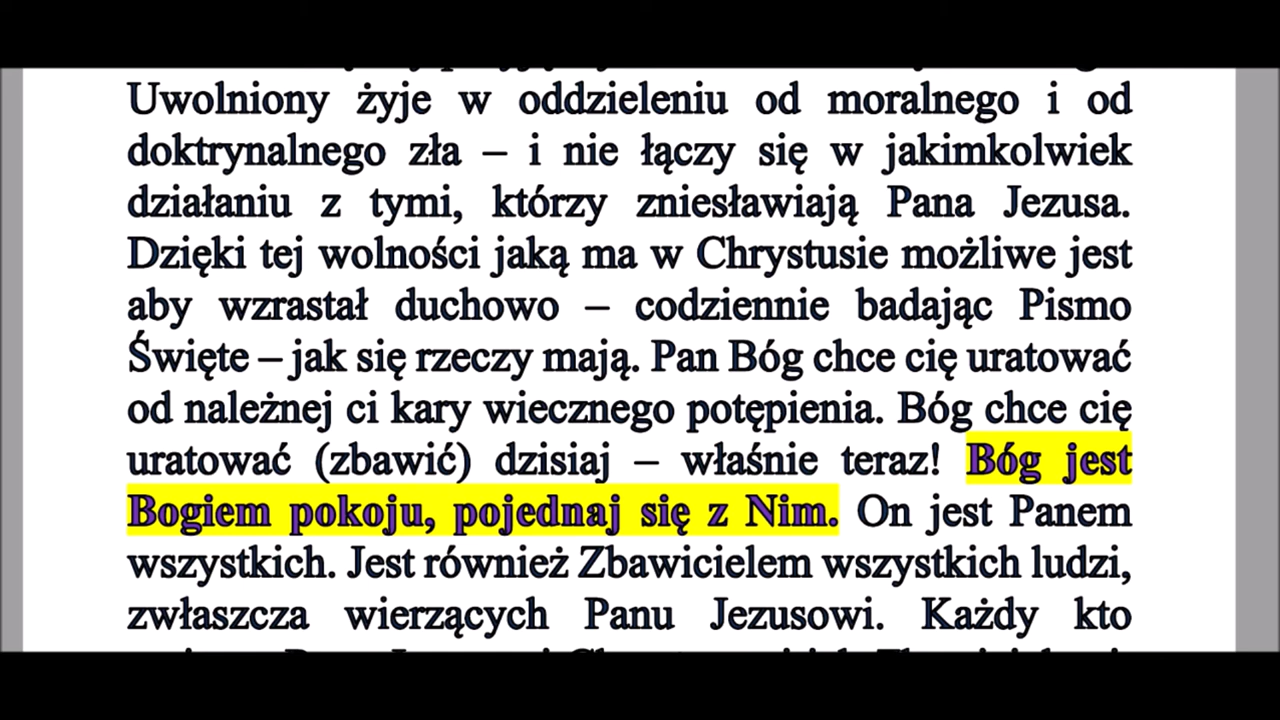 Uwolniony żyje w oddzieleniu od moralnego i od
doktrynalnego zła – i nie łączy się w jakimkolwiek
działaniu z tymi, którzy zniesławiają Pana Jezusa.
Dzięki tej wolności jaką ma w Chrystusie możliwe jest
aby wzrastał duchowo – codziennie badając Pismo
Święte – jak się rzeczy mają. Pan Bóg chce cię uratować
od należnej ci kary wiecznego potępienia. Bóg chce cię
uratować (zbawić) dzisiaj – właśnie teraz! Bóg jest
Bogiem pokoju, pojednaj się z Nim. On jest Panem
wszystkich. Jest również Zbawicielem wszystkich ludzi,
zwłaszcza wierzących Panu Jezusowi. Każdy kto